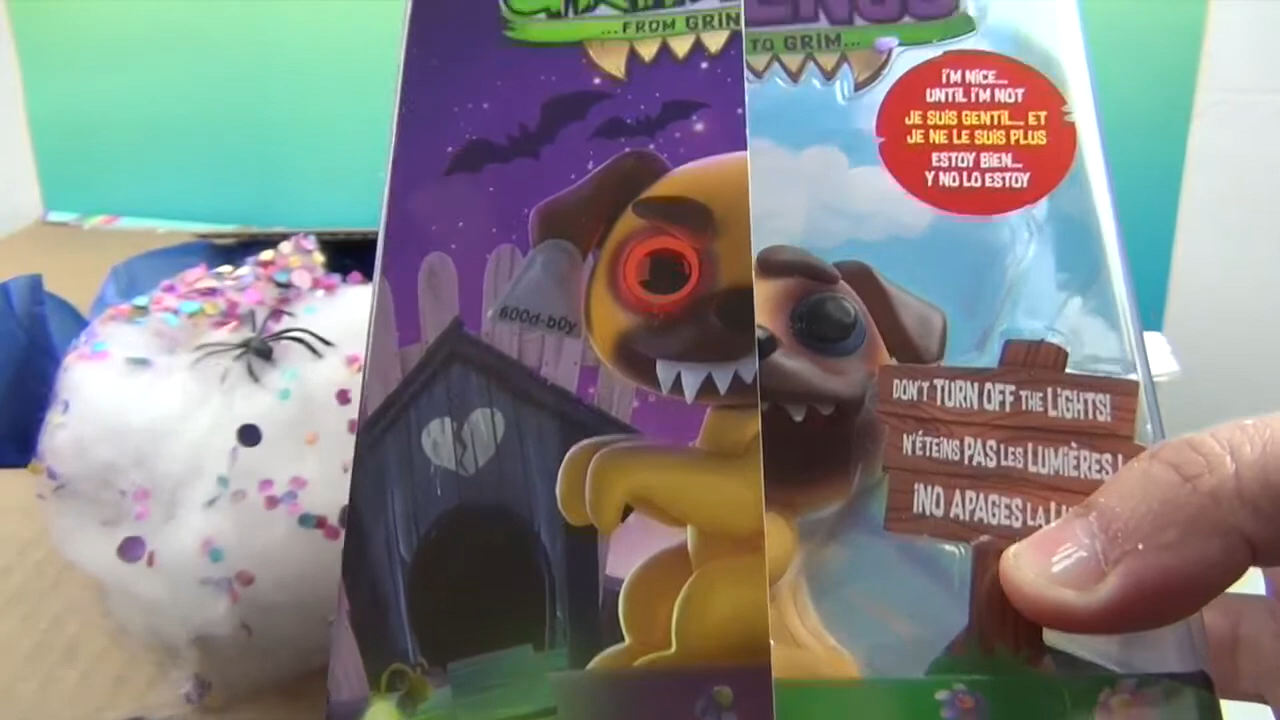 ...FROM GRIN
TO GRIM...
I'M NICE...
UNTIL I'M NOT
JE SUIS GENTIL... ET
JE NE LE SUIS PLUS
ESTOY BIEN...
Y NO LO ESTOY
600d-b0y
DON'T TURN OFF THE LIGHTS!
N'ÉTEINS PAS LES LUMIÈRES !
¡NO APAGES LA